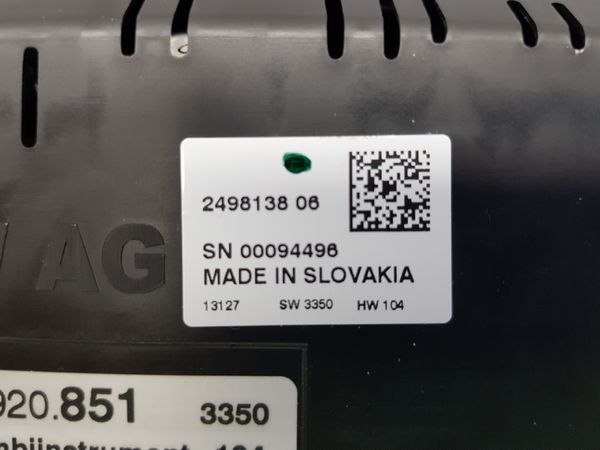 2498138 06
SN 00094496
MADE IN SLOVAKIA
13127 SW 3350 HW 104
AG
920.851 3350